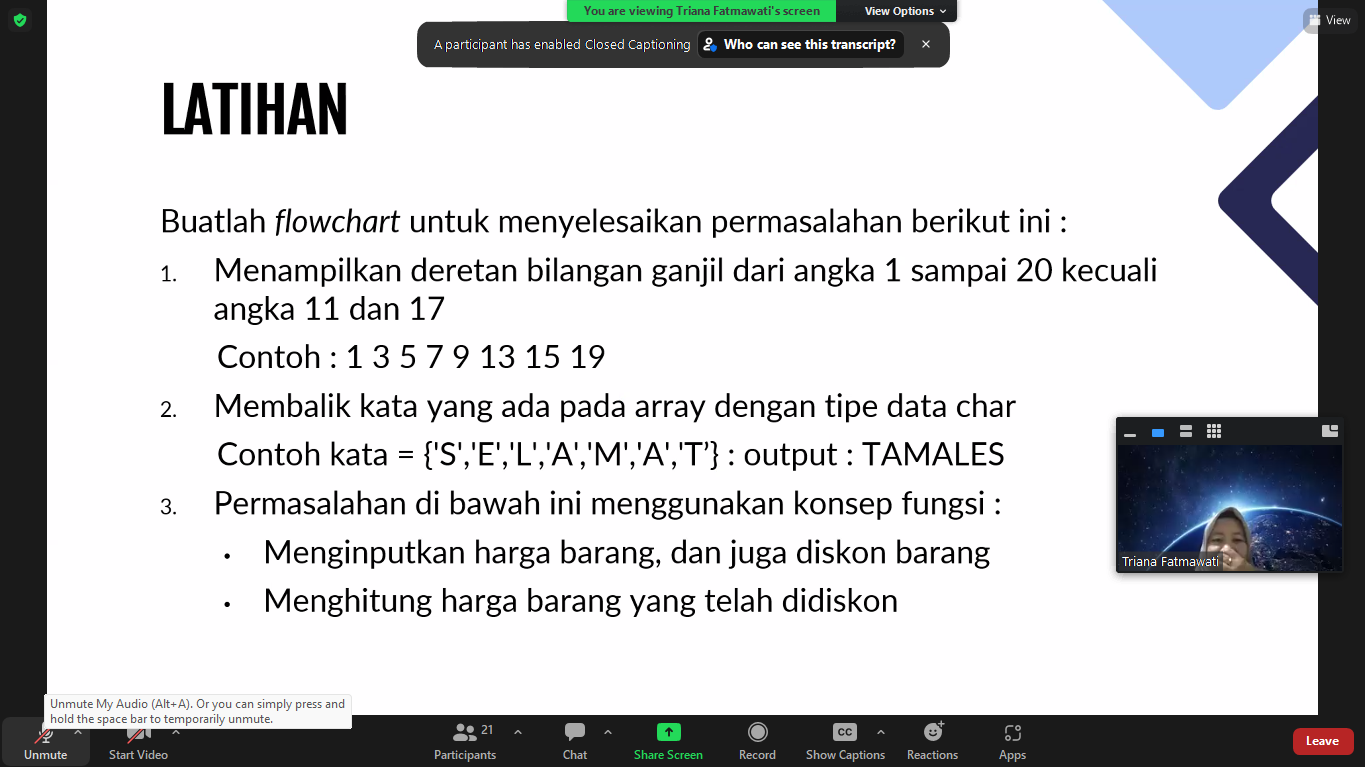 You are viewing Triana Fatmawati's screen
View Options
View
A participant has enabled Closed Captioning
Who can see this transcript?
LATIHAN
Buatlah flowchart untuk menyelesaikan permasalahan berikut ini :
1. Menampilkan deretan bilangan ganjil dari angka 1 sampai 20 kecuali
angka 11 dan 17
Contoh : 1 3 5 7 9 13 15 19
2. Membalik kata yang ada pada array dengan tipe data char
Contoh kata = {'S','E','L','A','M','A','T’} : output : TAMALES
3. Permasalahan di bawah ini menggunakan konsep fungsi :
• Menginputkan harga barang, dan juga diskon barang
• Menghitung harga barang yang telah didiskon
Triana Fatmawati
Unmute My Audio (Alt+A). Or you can simply press and
hold the space bar to temporarily unmute.
Unmute
Start Video
21
Participants
Chat
Share Screen
Record
CC
Show Captions
Reactions
Apps
Leave